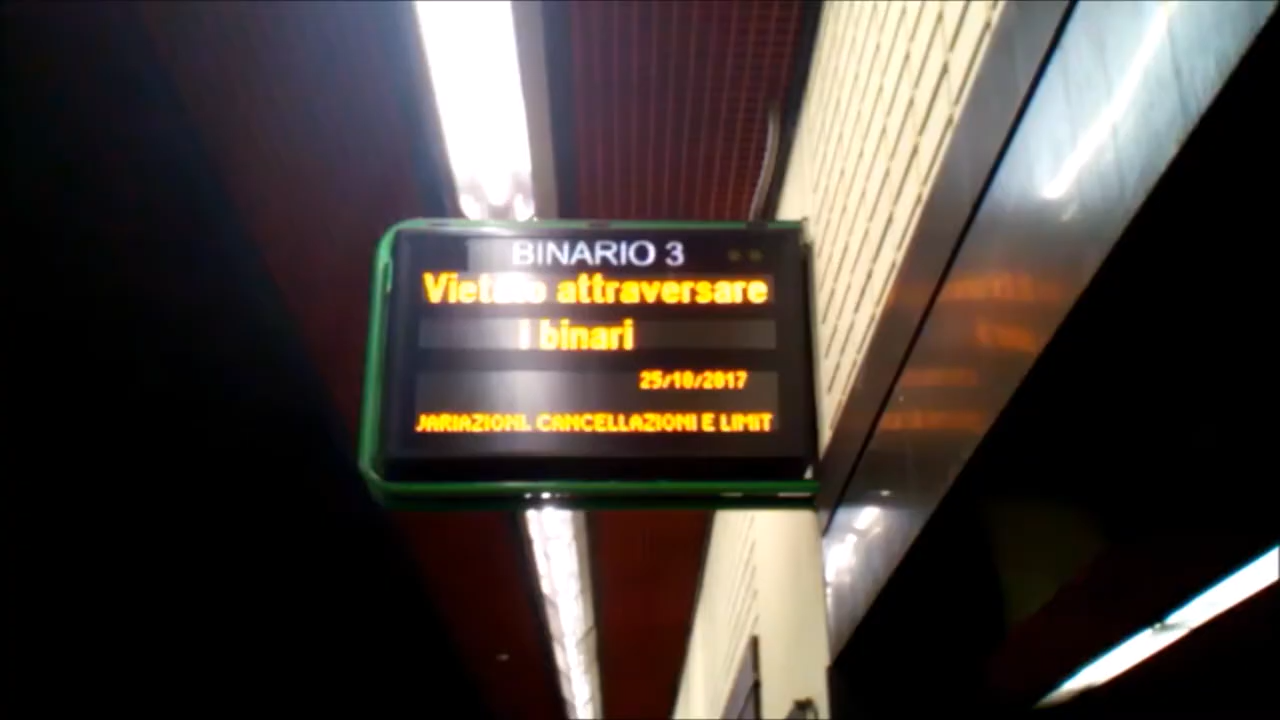 BINARIO 3
Vietato attraversare
i binari
25/10/2017
VARIAZIONI, CANCELLAZIONI E LIMIT